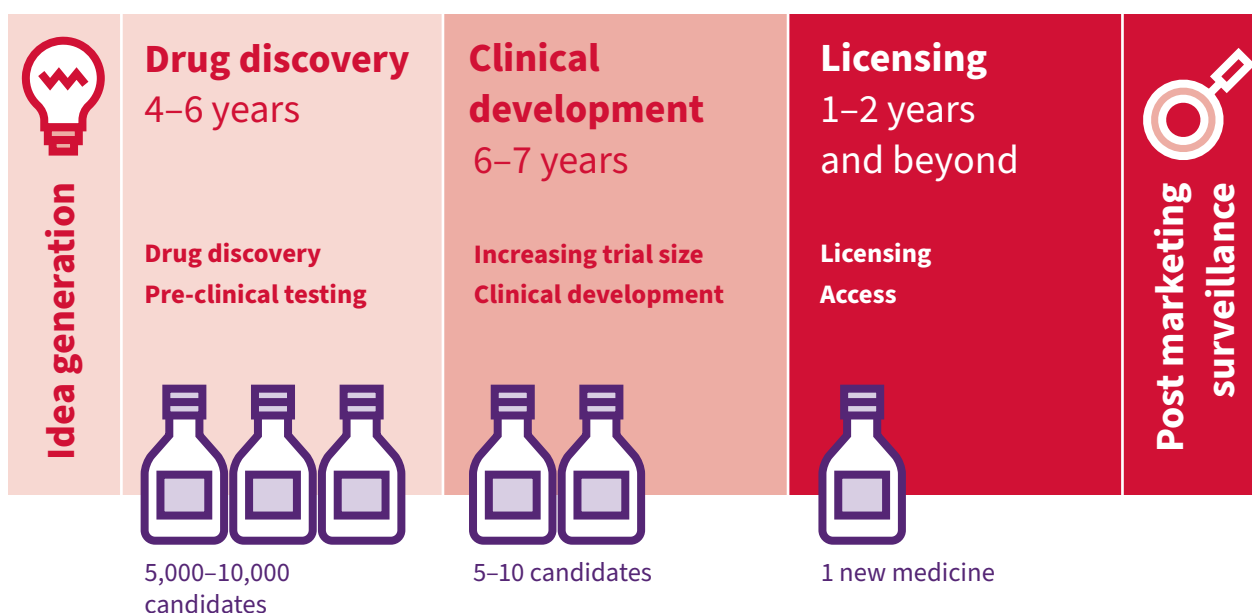 Idea generation
Drug discovery
4–6 years
Drug discovery
Pre-clinical testing
5,000–10,000
candidates
Clinical
development
6–7 years
Increasing trial size
Clinical development
5–10 candidates
Licensing
1–2 years
and beyond
Licensing
Access
1 new medicine
Post marketing
surveillance